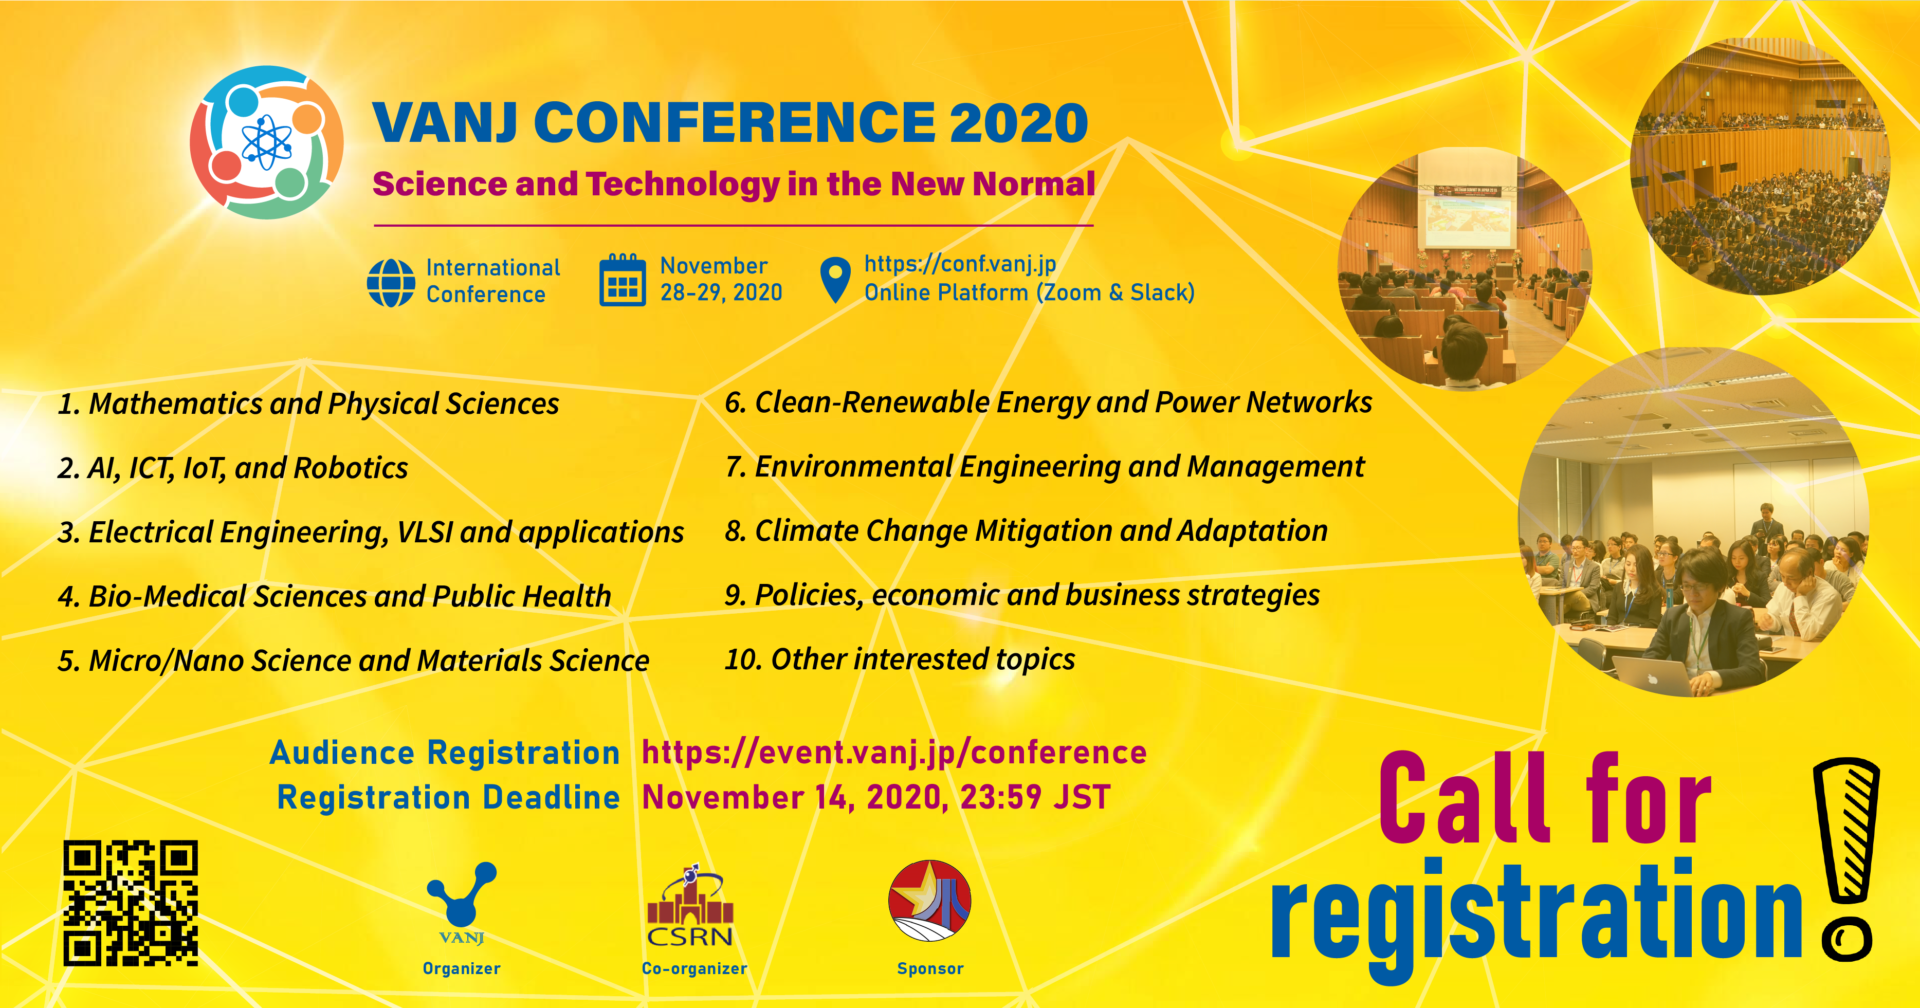 VANJ CONFERENCE 2020
Science and Technology in the New Normal
International
Conference
November
28-29, 2020
https://conf.vanj.jp
Online Platform (Zoom & Slack)
1. Mathematics and Physical Sciences
2. AI, ICT, IoT, and Robotics
3. Electrical Engineering, VLSI and applications
4. Bio-Medical Sciences and Public Health
5. Micro/Nano Science and Materials Science
6. Clean-Renewable Energy and Power Networks
7. Environmental Engineering and Management
8. Climate Change Mitigation and Adaptation
9. Policies, economic and business strategies
10. Other interested topics
Audience Registration https://event.vanj.jp/conference
Registration Deadline November 14, 2020, 23:59 JST
VANJ
Organizer
CSRN
Co-organizer
Sponsor
Call for
registration!